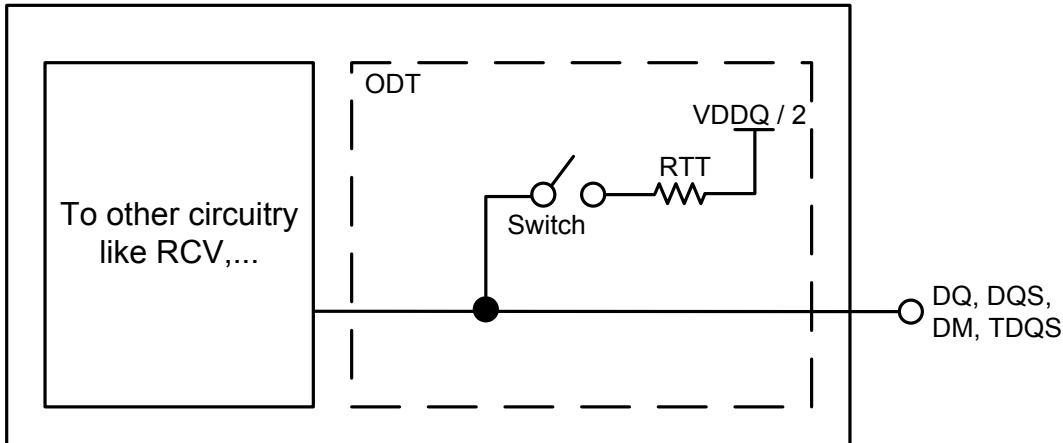 ODT
VDDQ / 2
RTT
Switch
To other circuitry
like RCV,...
DQ, DQS,
DM, TDQS